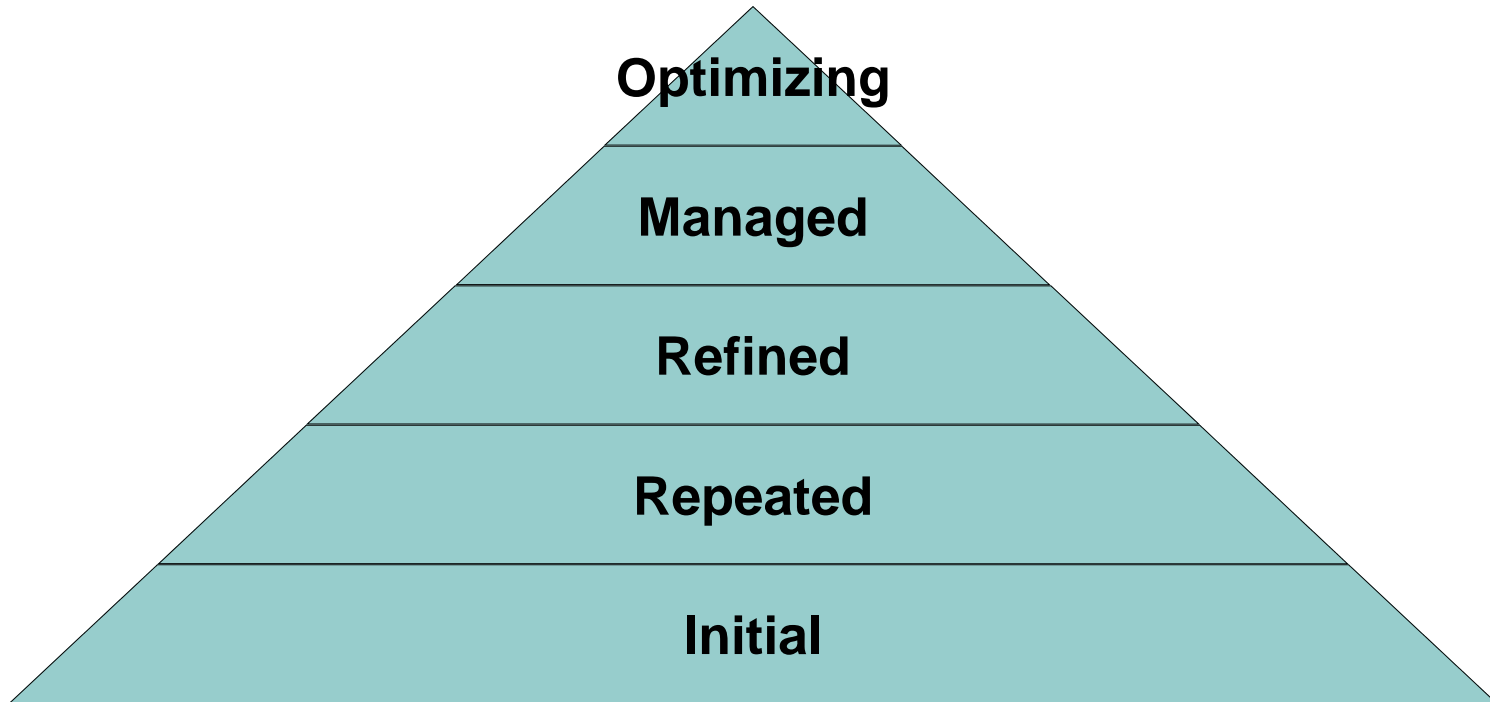 Optimizing
Managed
Refined
Repeated
Initial